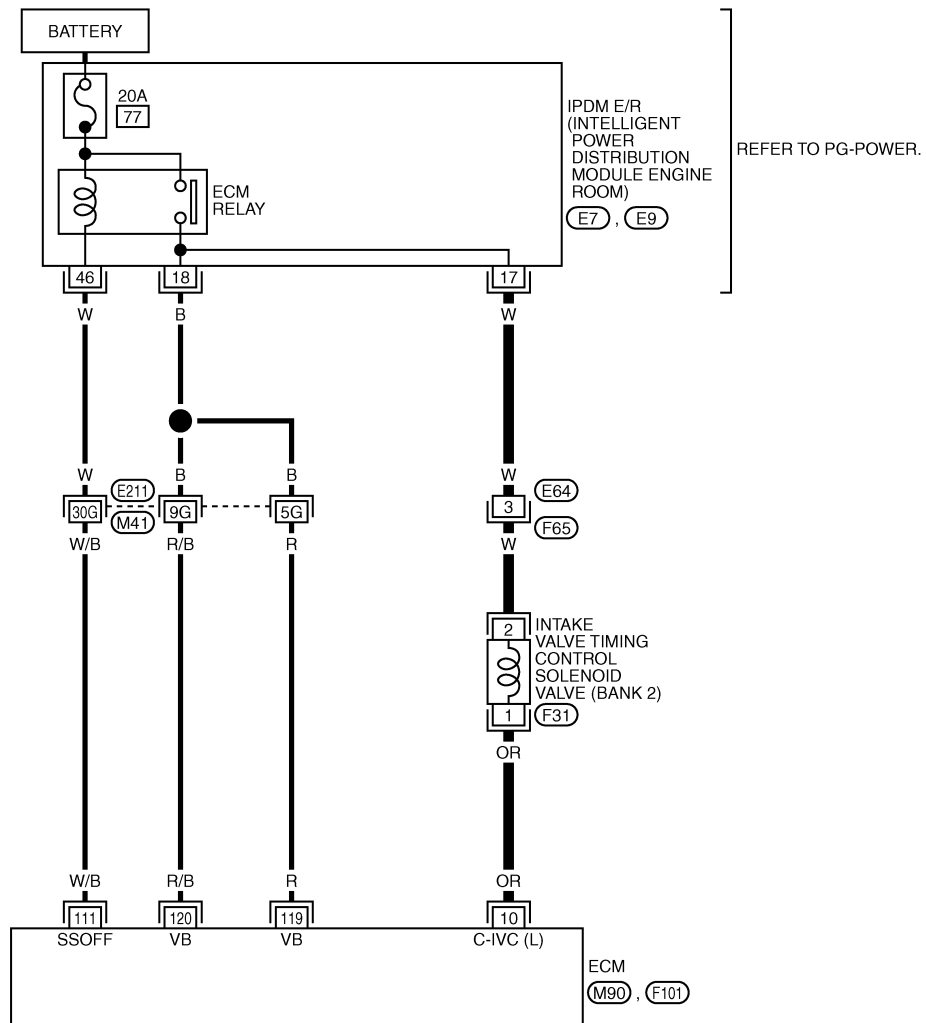 BATTERY
20A
77
IPDM E/R
(INTELLIGENT
POWER
DISTRIBUTION
MODULE ENGINE
ROOM)
E7 , E9
REFER TO PG-POWER.
ECM
RELAY
46 18 17
W B W
W B B W
E211 E64
30G 9G 5G 3
M41 F65
W/B R/B R W
2
INTAKE
VALVE TIMING
CONTROL
SOLENOID
VALVE (BANK 2)
1 F31
OR
W/B R/B R OR
111 120 119 10
SSOFF VB VB C-IVC (L)
ECM
M90 , F101